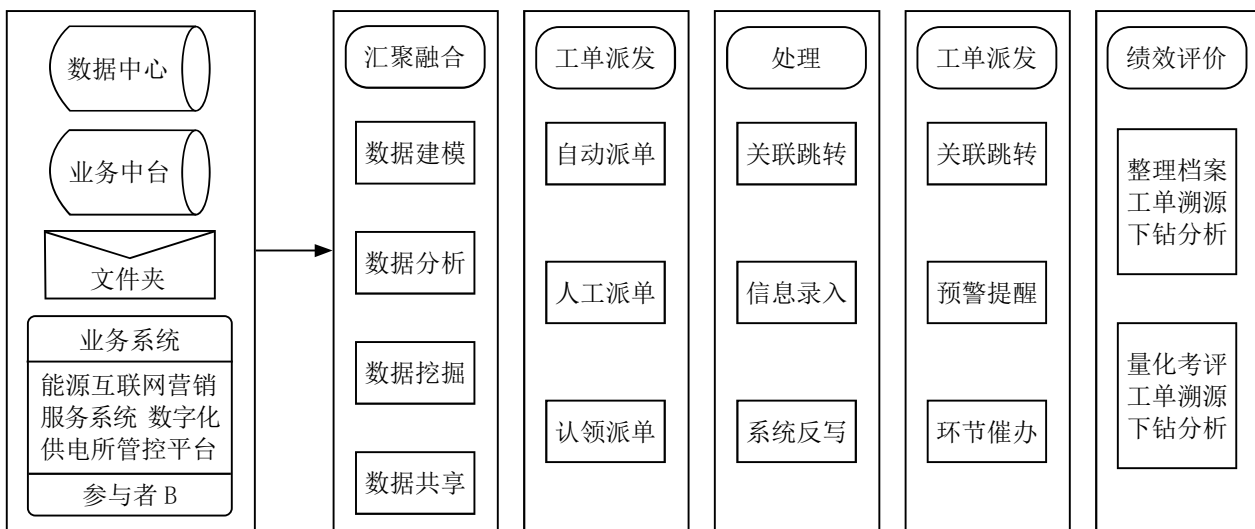 数据中心
业务中台
文件夹
业务系统
能源互联网营销
服务系统 数字化
供电所管控平台
参与者 B
汇聚融合
数据建模
数据分析
数据挖掘
数据共享
工单派发
自动派单
人工派单
认领派单
处理
关联跳转
信息录入
系统反写
工单派发
关联跳转
预警提醒
环节催办
绩效评价
整理档案
工单溯源
下钻分析
量化考评
工单溯源
下钻分析